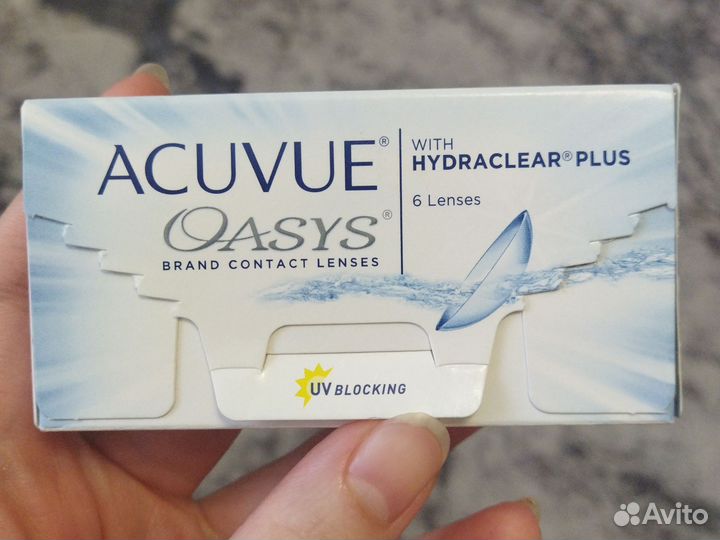 ACUVUE®
OASYS®
BRAND CONTACT LENSES
WITH
HYDRACLEAR® PLUS
6 Lenses
UV BLOCKING
Avito